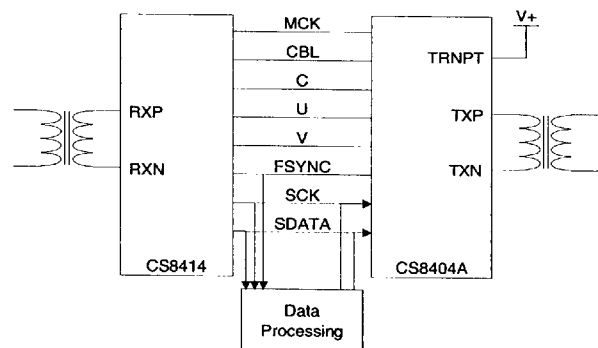 MCK
V+
CBL
TRNPT
C
RXP
U
TXP
V
RXN
FSYNC
TXN
SCK
SDATA
CS8414
CS8404A
Data
Processing